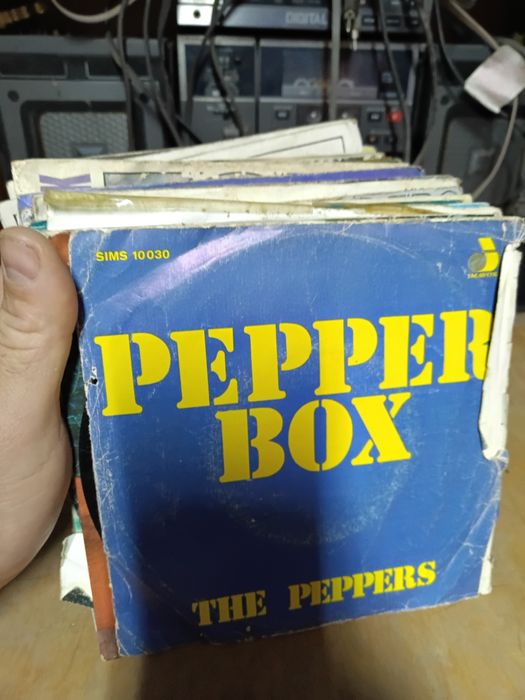 DIGITAL
SIMS 10030
PEPPER
BOX
THE PEPPERS